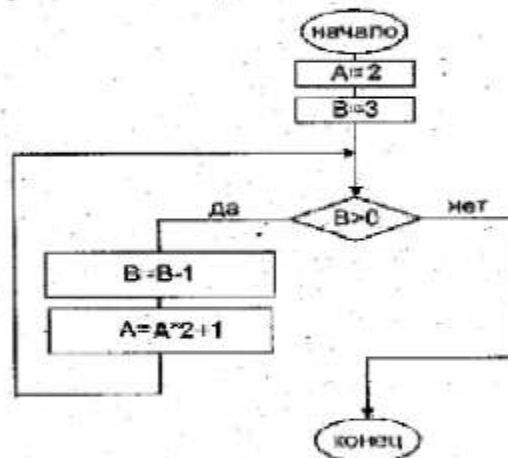 начало
A:=2
B:=3
B>0
да
нет
B=B-1
A=A*2+1
конец